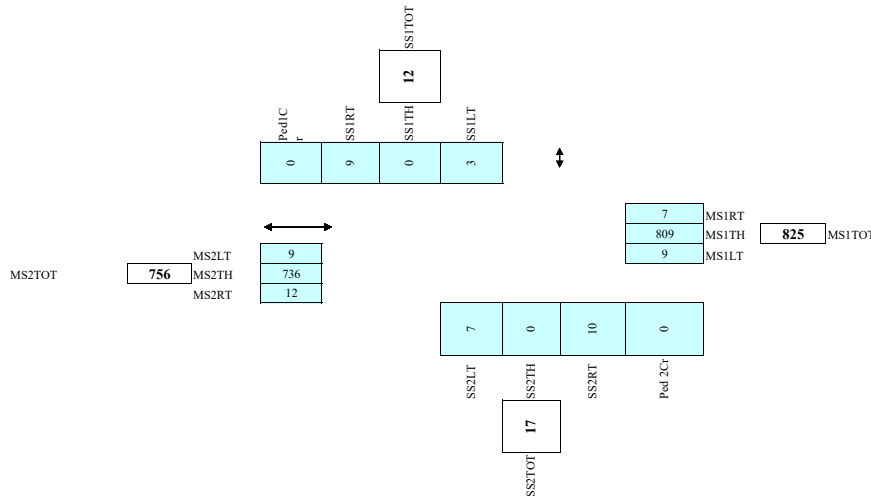 SS1TOT
12
Ped1C
r
SS1RT
SS1TH
SS1LT
0
9
0
3
7
MS1RT
809
MS1TH
825
MS1TOT
9
MS1LT
MS2LT
9
MS2TOT
756
MS2TH
736
MS2RT
12
7
0
10
0
SS2LT
SS2TH
SS2RT
Ped 2Cr
17
SS2TOT